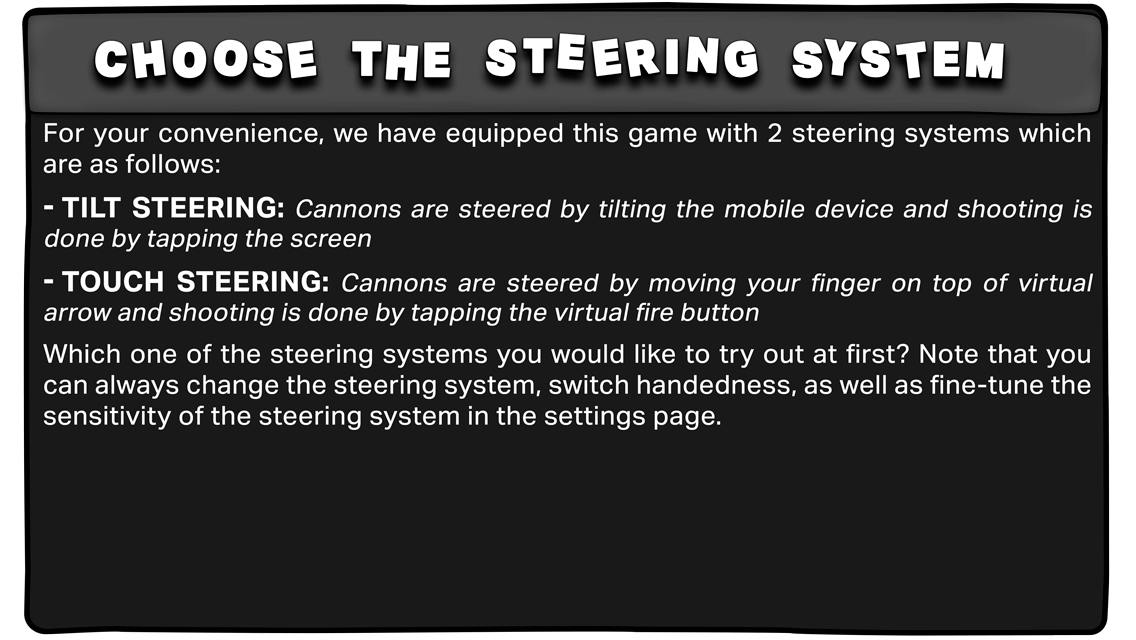 CHOOSE THE STEERING SYSTEM
For your convenience, we have equipped this game with 2 steering systems which
are as follows:
- TILT STEERING: Cannons are steered by tilting the mobile device and shooting is
done by tapping the screen
- TOUCH STEERING: Cannons are steered by moving your finger on top of virtual
arrow and shooting is done by tapping the virtual fire button
Which one of the steering systems you would like to try out at first? Note that you
can always change the steering system, switch handedness, as well as fine-tune the
sensitivity of the steering system in the settings page.